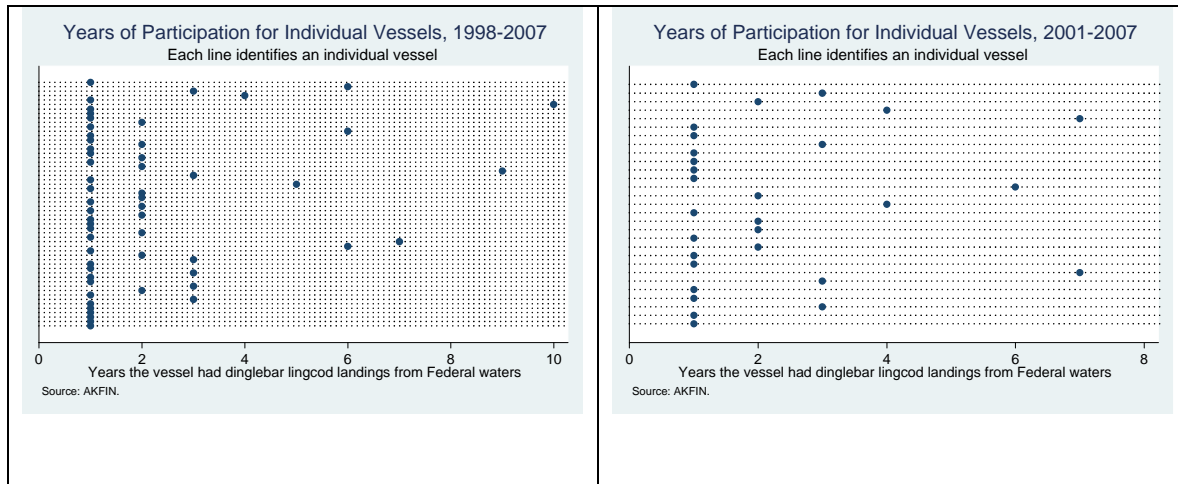 Years of Participation for Individual Vessels, 1998-2007
Each line identifies an individual vessel
0 2 4 6 8 10
Years the vessel had dinglebar lingcod landings from Federal waters
Source: AKFIN.
Years of Participation for Individual Vessels, 2001-2007
Each line identifies an individual vessel
0 2 4 6 8
Years the vessel had dinglebar lingcod landings from Federal waters
Source: AKFIN.